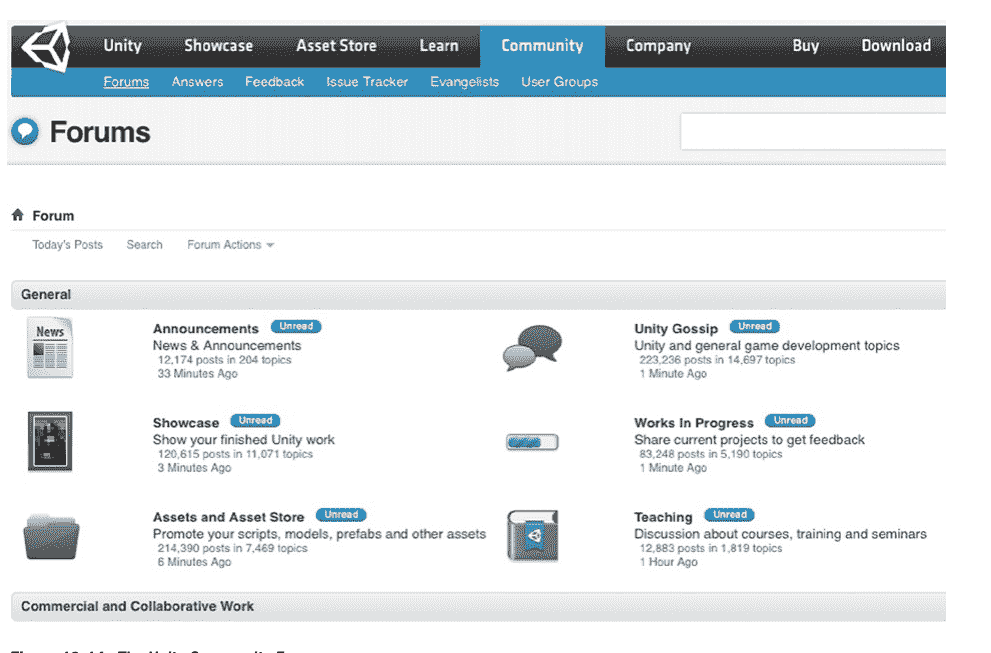 Unity Showcase Asset Store Learn Community Company Buy Download
Forums Answers Feedback Issue Tracker Evangelists User Groups
Forums
Forum
Today's Posts Search Forum Actions
General
News
Announcements Unread
News & Announcements
12,174 posts in 204 topics
33 Minutes Ago
Unity Gossip Unread
Unity and general game development topics
223,236 posts in 14,697 topics
1 Minute Ago
Showcase Unread
Show your finished Unity work
120,615 posts in 11,071 topics
3 Minutes Ago
Works In Progress Unread
Share current projects to get feedback
83,248 posts in 5,190 topics
1 Minute Ago
Assets and Asset Store Unread
Promote your scripts, models, prefabs and other assets
214,390 posts in 7,469 topics
6 Minutes Ago
Teaching Unread
Discussion about courses, training and seminars
12,883 posts in 1,819 topics
1 Hour Ago
Commercial and Collaborative Work